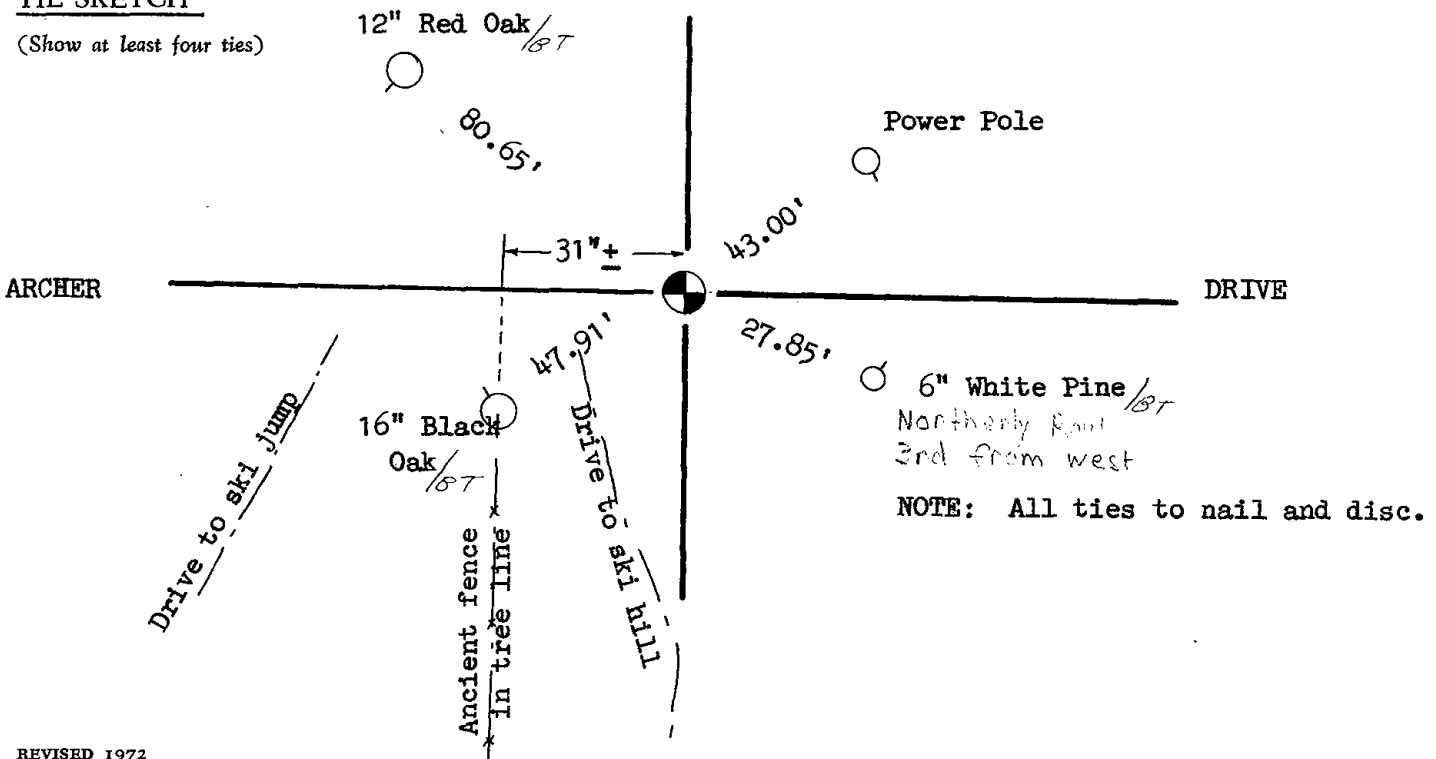 TIE SKETCH
(Show at least four ties)
12" Red Oak/BT
80.65'
Power Pole
43.00'
31"±
ARCHER
DRIVE
47.91'
27.85'
16" Black
Oak/BT
6" White Pine/BT
Northerly
3rd from west
NOTE: All ties to nail and disc.
Drive to ski jump
Ancient fence
in tree line
Drive to ski hill
REVISED 1972